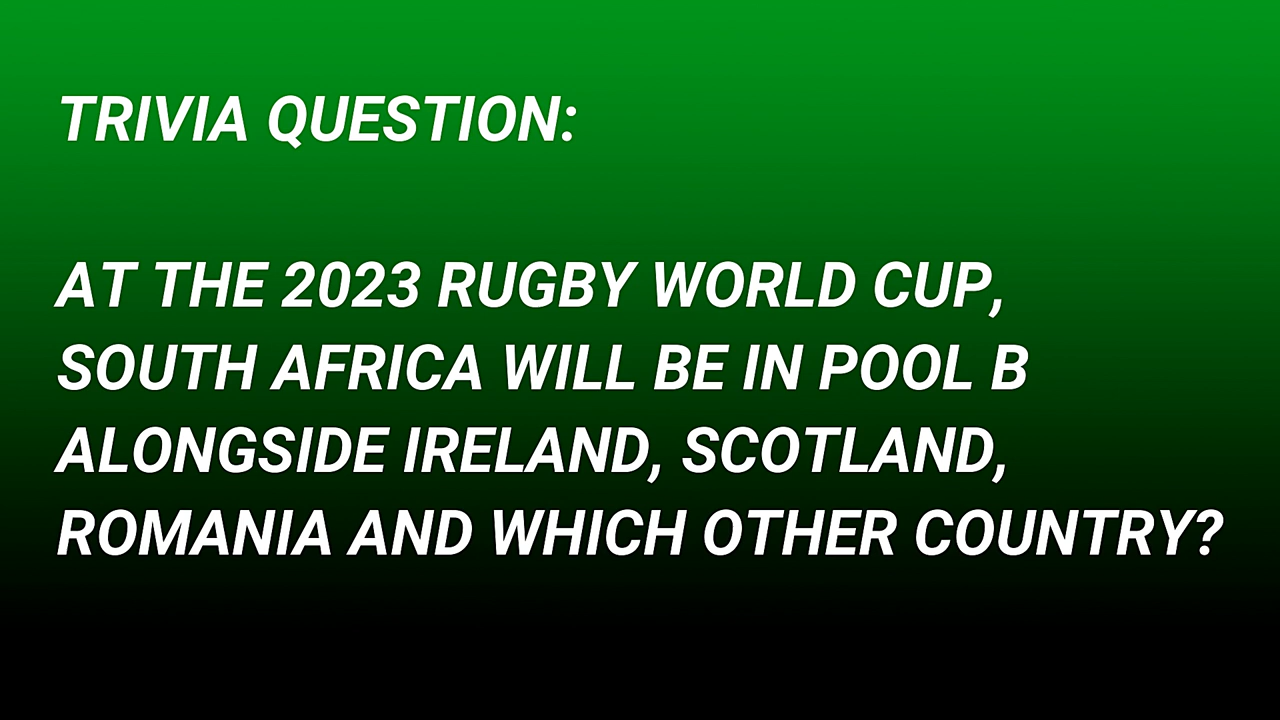 TRIVIA QUESTION:
AT THE 2023 RUGBY WORLD CUP,
SOUTH AFRICA WILL BE IN POOL B
ALONGSIDE IRELAND, SCOTLAND,
ROMANIA AND WHICH OTHER COUNTRY?